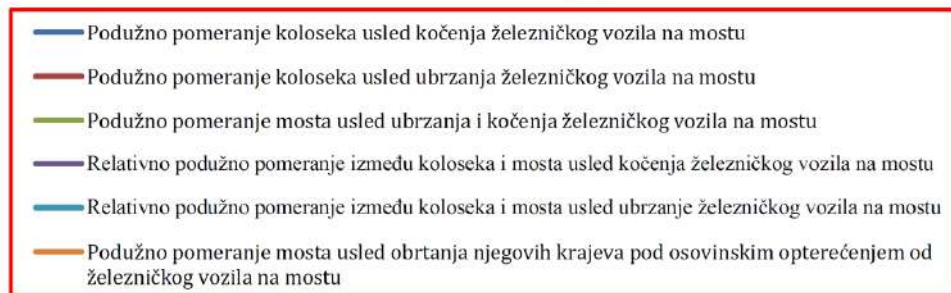 Podužno pomeranje koloseka usled kočenja železničkog vozila na mostu
Podužno pomeranje koloseka usled ubrzanja železničkog vozila na mostu
Podužno pomeranje mosta usled ubrzanja i kočenja železničkog vozila na mostu
Relativno podužno pomeranje između koloseka i mosta usled kočenja železničkog vozila na mostu
Relativno podužno pomeranje između koloseka i mosta usled ubrzanje železničkog vozila na mostu
Podužno pomeranje mosta usled obrtanja njegovih krajeva pod osovinskim opterećenjem od
železničkog vozila na mostu